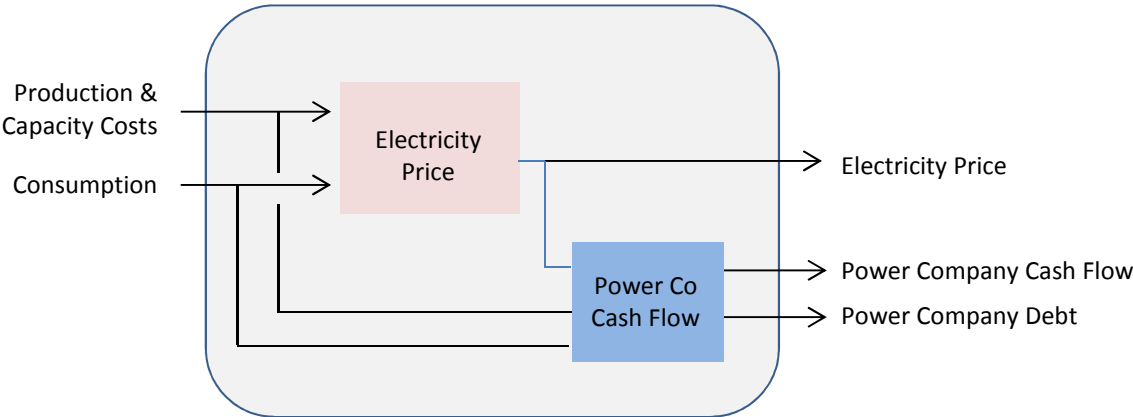 Production &
Capacity Costs
Consumption
Electricity
Price
Electricity Price
Power Co
Cash Flow
Power Company Cash Flow
Power Company Debt